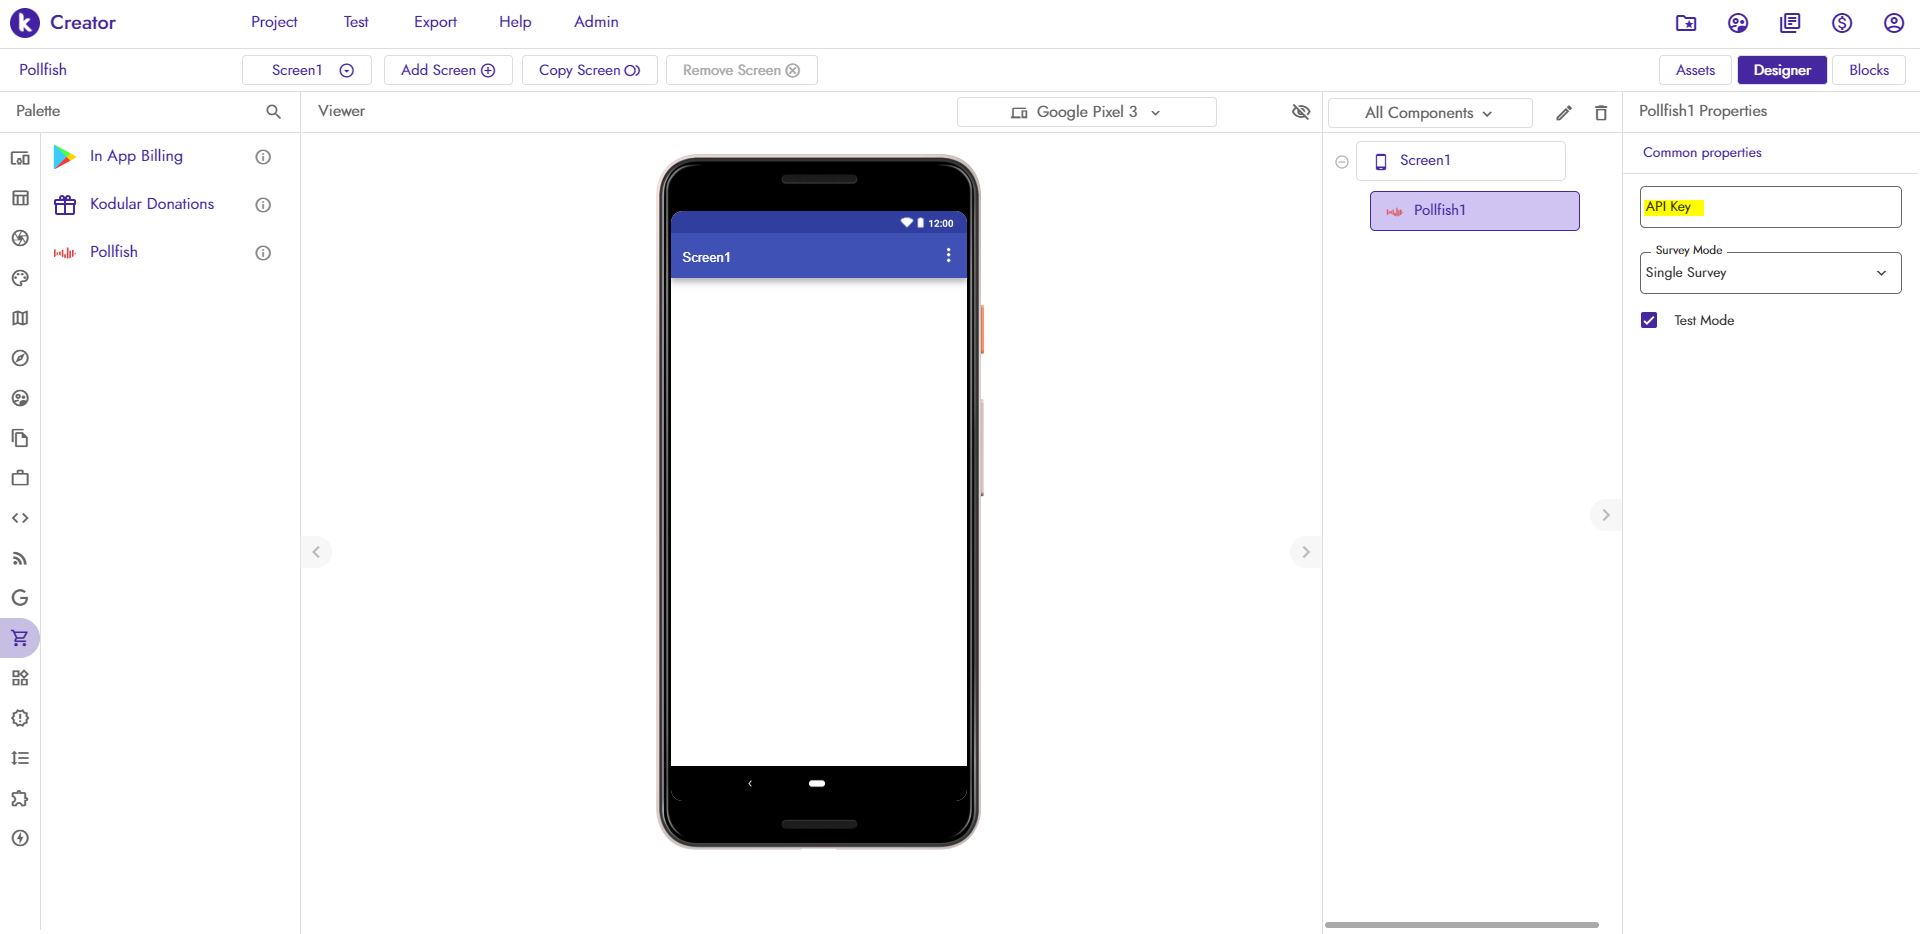 Creator
Project
Test
Export
Help
Admin
Pollfish
Screen1
Add Screen
Copy Screen
Remove Screen
Assets
Designer
Blocks
Palette
Viewer
Google Pixel 3
All Components
Pollfish1 Properties
In App Billing
Kodular Donations
Pollfish
12:00
Screen1
Screen1
Pollfish1
Common properties
API Key
Survey Mode
Single Survey
Test Mode